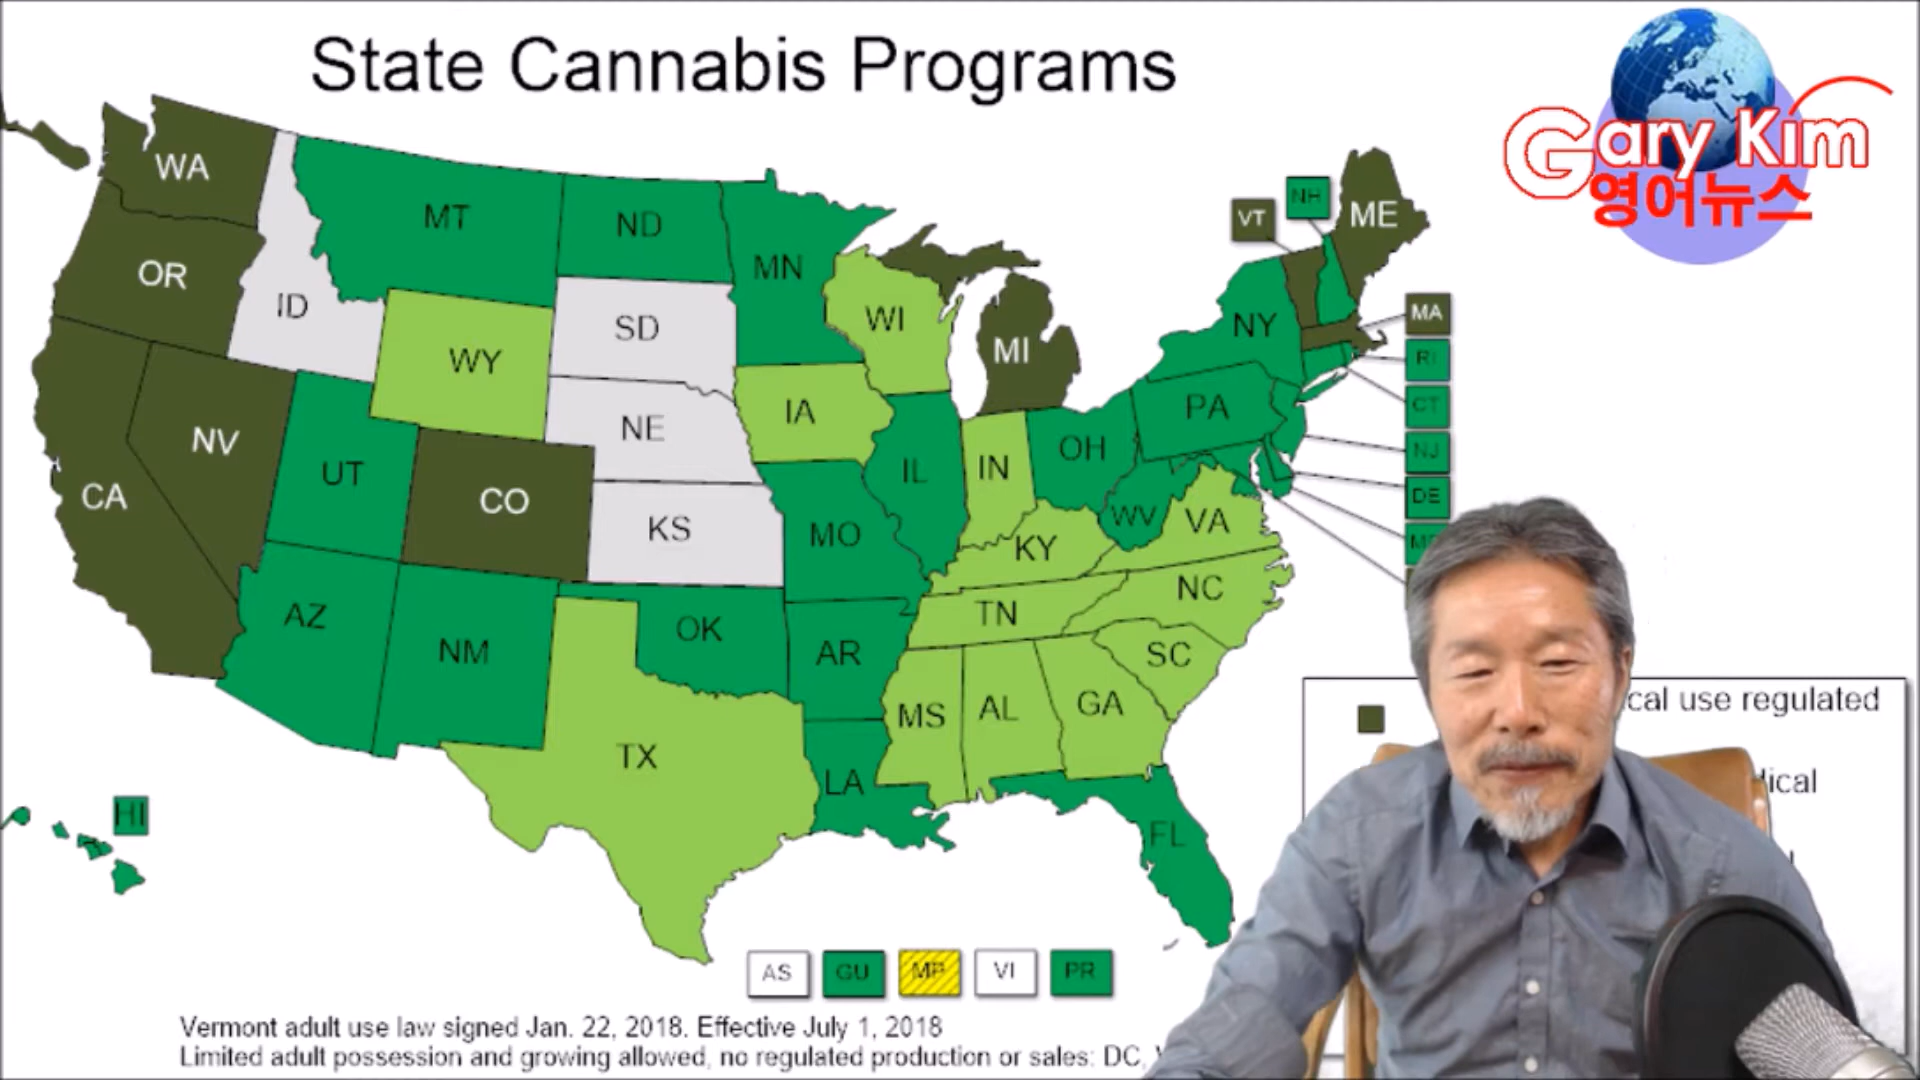 State Cannabis Programs
Gary Kim
영어뉴스
WA
MT
ND
MN
OR
ID
SD
WI
MI
VT
NH
ME
WY
NY
MA
RI
CT
NJ
DE
NV
UT
CO
NE
IA
IL
IN
OH
PA
CA
KS
MO
KY
WV
VA
AZ
NM
OK
AR
TN
NC
SC
TX
LA
MS
AL
GA
FL
HI
cal use regulated
ical
AS
GU
MP
VI
PR
Vermont adult use law signed Jan. 22, 2018. Effective July 1, 2018
Limited adult possession and growing allowed, no regulated production or sales: DC,